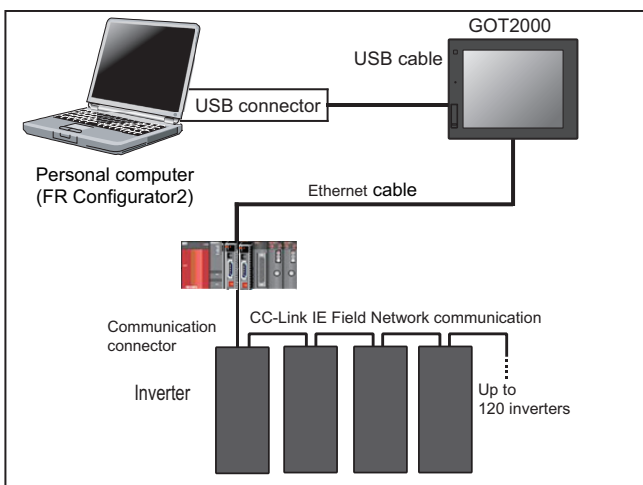 GOT2000
USB cable
USB connector
Personal computer
(FR Configurator2)
Ethernet cable
Communication
connector
CC-Link IE Field Network communication
Inverter
Up to
120 inverters